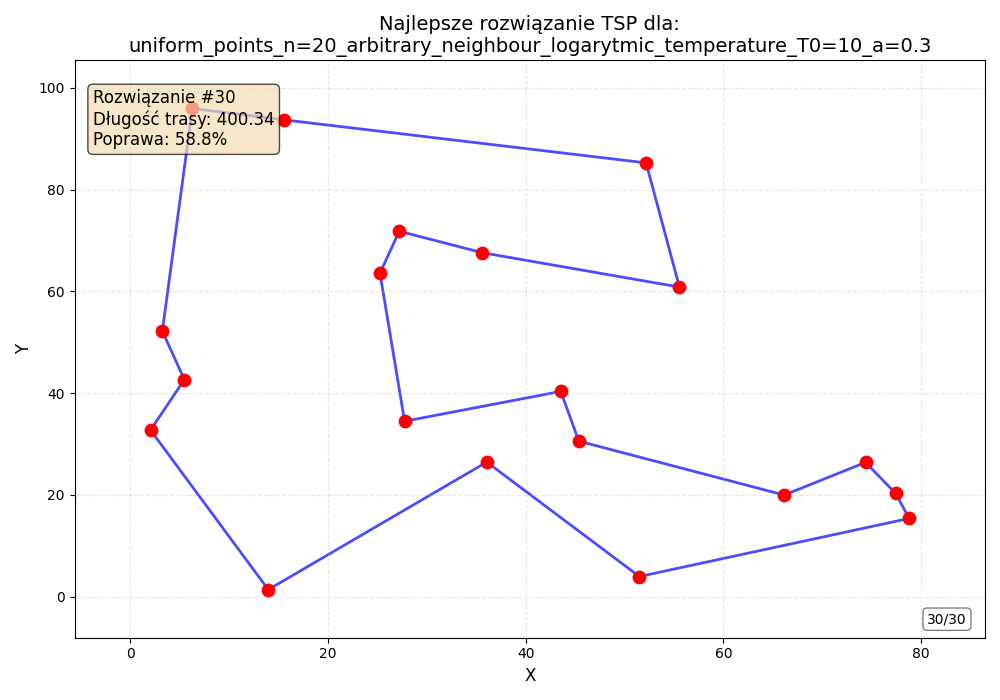 Najlepsze rozwiązanie TSP dla:
uniform_points_n=20_arbitrary_neighbour_logarytmic_temperature_T0=10_a=0.3
Rozwiązanie #30
Długość trasy: 400.34
Poprawa: 58.8%
100
80
60
40
20
0
Y
30/30
0 20 40 60 80
X